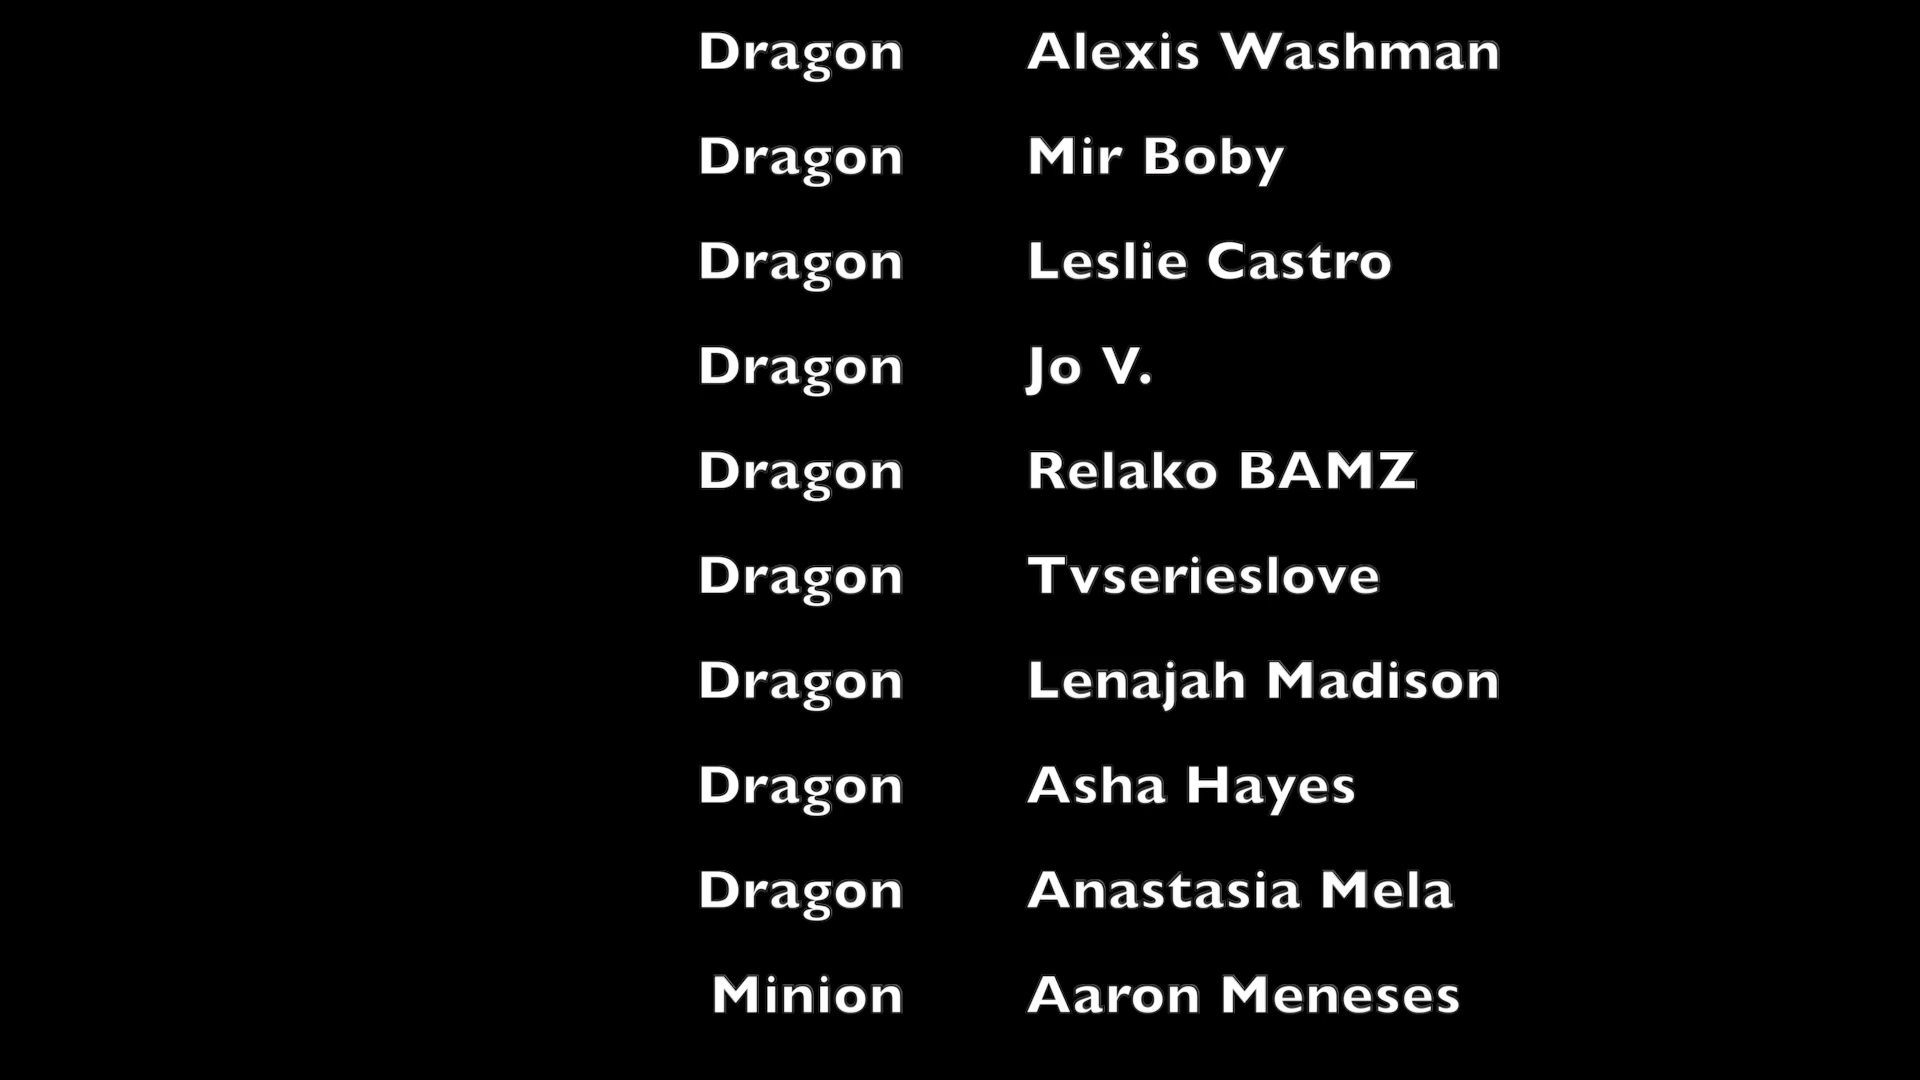 Dragon Alexis Washman
Dragon Mir Boby
Dragon Leslie Castro
Dragon Jo V.
Dragon Relako BAMZ
Dragon Tvserieslove
Dragon Lenajah Madison
Dragon Asha Hayes
Dragon Anastasia Mela
Minion Aaron Meneses